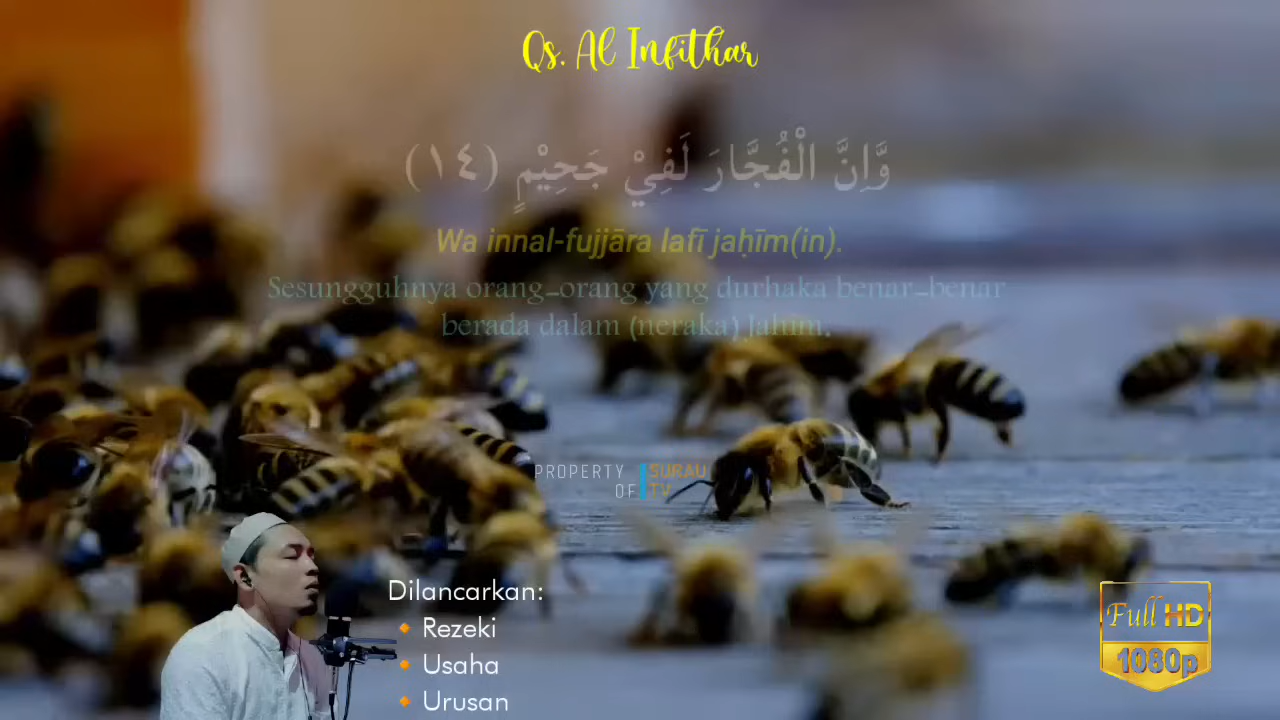 Qs. Al Infithar
وَّاِنَّ الْفُجَّارَ لَفِيْ جَحِيْمٍ (١٤)
Wa innal-fujjāra lafī jaḥīm(in).
Sesungguhnya orang-orang yang durhaka benar-benar
berada dalam (neraka) Jahim.
PROPERTY OF
SURAU TV
Dilancarkan:
Rezeki
Usaha
Urusan
Full HD
1080p